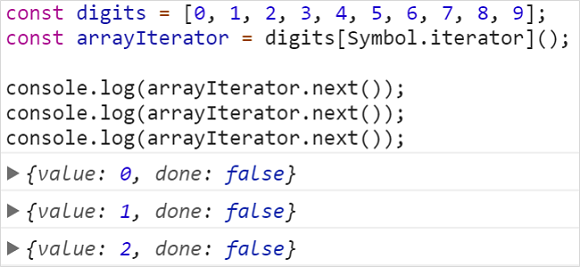 const digits = [0, 1, 2, 3, 4, 5, 6, 7, 8, 9];
const arrayIterator = digits[Symbol.iterator]();
console.log(arrayIterator.next());
console.log(arrayIterator.next());
console.log(arrayIterator.next());
▶ {value: 0, done: false}
▶ {value: 1, done: false}
▶ {value: 2, done: false}